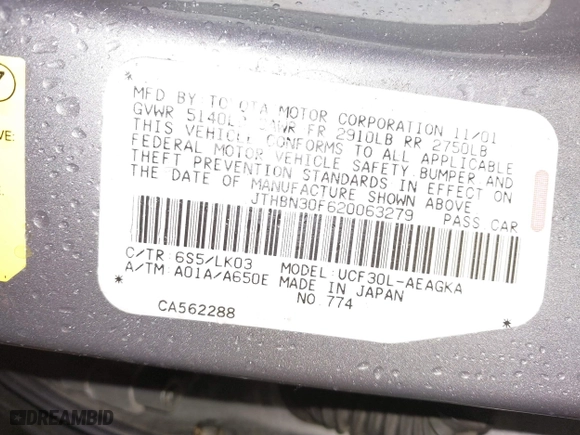 MFD BY TOYOTA MOTOR CORPORATION 11/01
GVWR 5140LB GAWR FR 2910LB RR 2750LB
THIS VEHICLE CONFORMS TO ALL APPLICABLE
FEDERAL MOTOR VEHICLE SAFETY, BUMPER AND
THEFT PREVENTION STANDARDS IN EFFECT ON
THE DATE OF MANUFACTURE SHOWN ABOVE.
JTHBN30F620063279 PASS CAR
C/TR:6S5/LK03 MODEL:UCF30L-AEAGKA
A/TM:A01A/A650E MADE IN JAPAN
CA562288 NO.774
7
VE:
DREAMBID